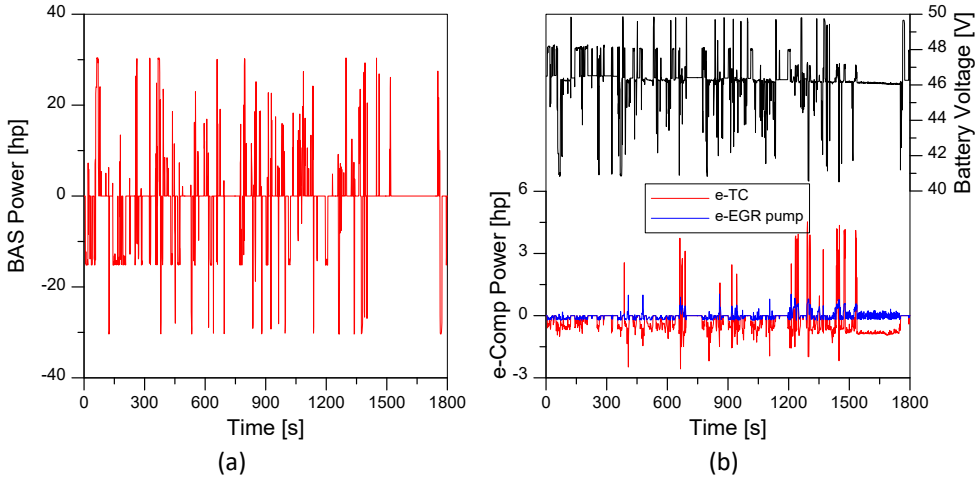 40
20
0
-20
-40
BAS Power [hp]
0 300 600 900 1200 1500 1800
Time [s]
(a)
50
48
46
44
42
40
Battery Voltage [V]
6
3
0
-3
e-Comp Power [hp]
e-TC
e-EGR pump
0 300 600 900 1200 1500 1800
Time [s]
(b)